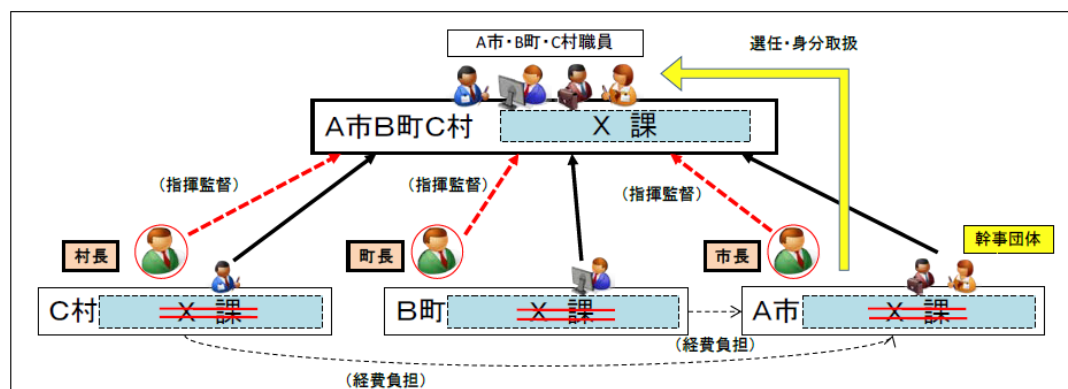 A市・B町・C村職員
選任・身分取扱
A市B町C村
X 課
(指揮監督)
(指揮監督)
(指揮監督)
村長
町長
市長
幹事団体
C村
X 課
B町
X 課
A市
X 課
(経費負担)
(経費負担)